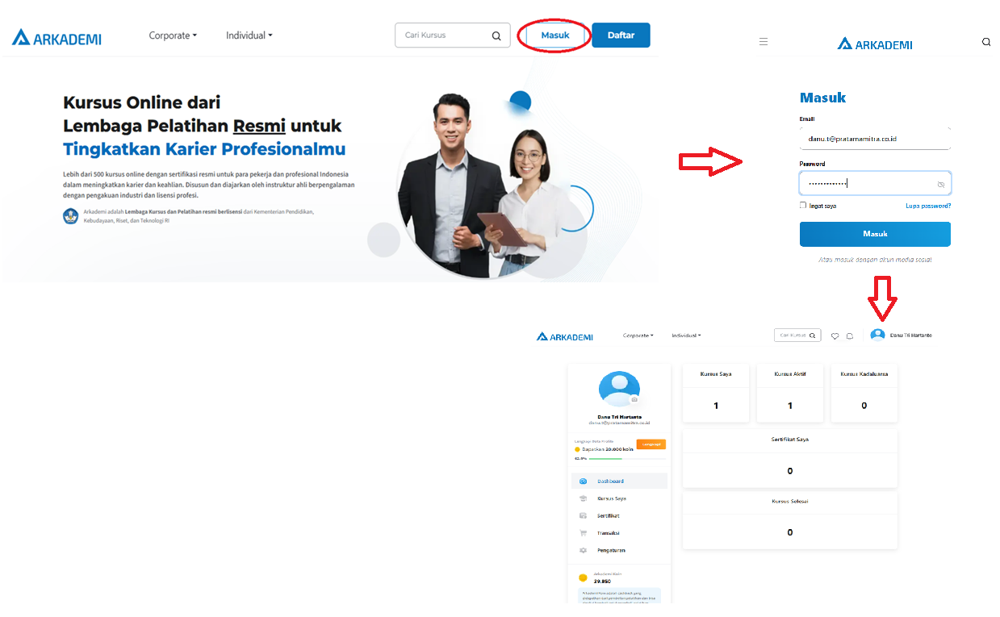 ARKADEMI
Corporate
Individual
Cari Kursus
Masuk
Daftar
Kursus Online dari
Lembaga Pelatihan Resmi untuk
Tingkatkan Karier Profesionalmu
Lebih dari 500 kursus online dengan sertifikasi resmi untuk para pekerja dan profesional Indonesia
dalam meningkatkan karier dan keahlian. Disusun dan diajarkan oleh instruktur ahli berpengalaman
dengan pengakuan industri dan lisensi profesi.
Arkademi adalah Lembaga Kursus dan Pelatihan resmi berlisensi dari Kementerian Pendidikan,
Kebudayaan, Riset, dan Teknologi RI
ARKADEMI
Masuk
Email
danu.t@pratamamitra.co.id
Password
Ingat saya
Lupa password?
Masuk
Atau masuk dengan akun media sosial
ARKADEMI
Corporate
Individual
Cari Kursus
Danu Tri Hartanto
Danu Tri Hartanto
danu.t@pratamamitra.co.id
Lengkapi Data Profile
Dapatkan 20.000 koin
Lengkapi
Dashboard
Kursus Saya
Sertifikat
Transaksi
Pengaturan
Arkademi Koin
39.850
Kursus Saya
1
Kursus Aktif
1
Kursus Kadaluarsa
0
Sertifikat Saya
0
Kursus Selesai
0